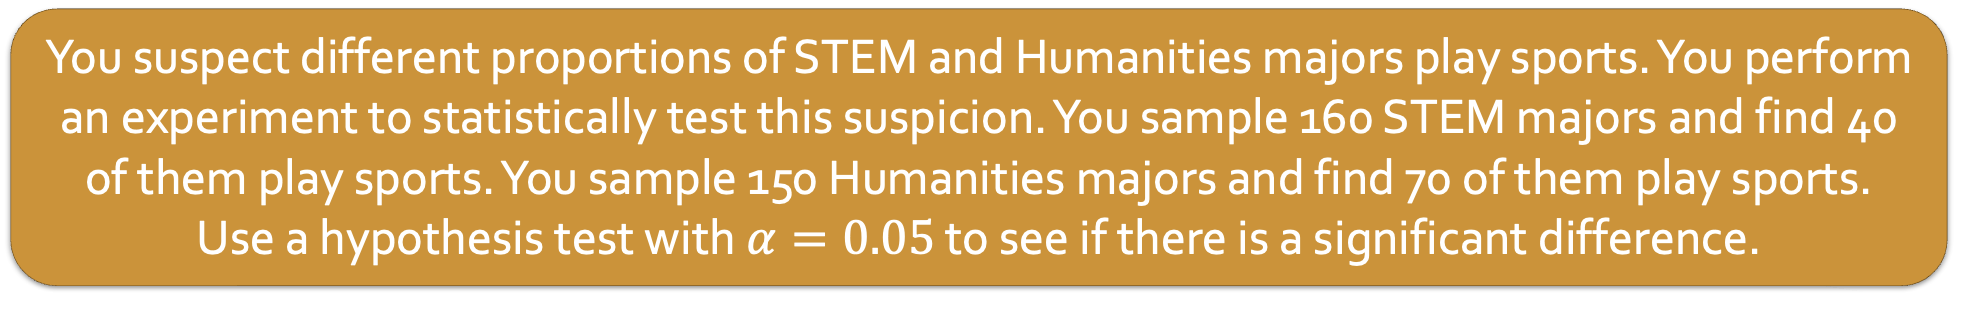 You suspect different proportions of STEM and Humanities majors play sports. You perform
an experiment to statistically test this suspicion. You sample 160 STEM majors and find 40
of them play sports. You sample 150 Humanities majors and find 70 of them play sports.
Use a hypothesis test with 𝛼 = 0.05 to see if there is a significant difference.